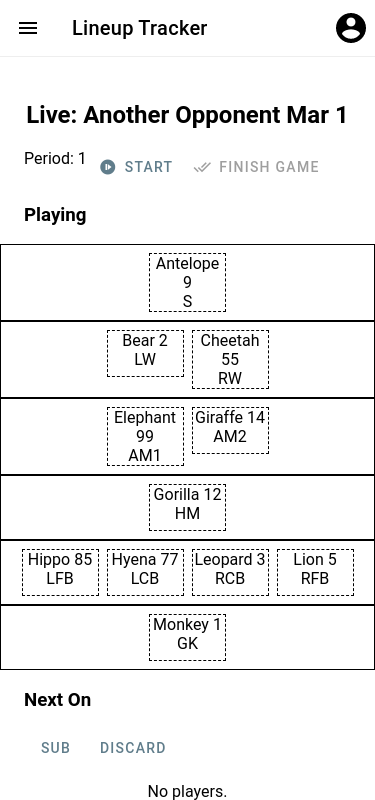 Lineup Tracker
Live: Another Opponent Mar 1
Period: 1 START FINISH GAME
Playing
Antelope
9
S
Bear 2
LW
Cheetah
55
RW
Elephant
99
AM1
Giraffe 14
AM2
Gorilla 12
HM
Hippo 85
LFB
Hyena 77
LCB
Leopard 3
RCB
Lion 5
RFB
Monkey 1
GK
Next On
SUB DISCARD
No players.